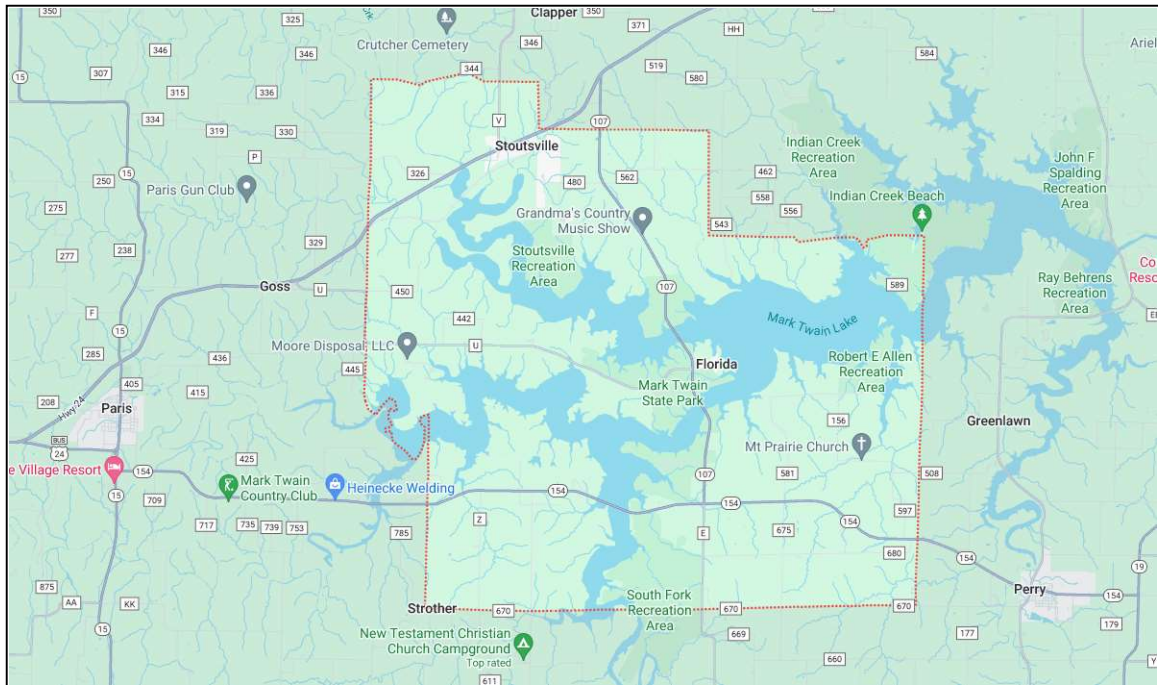 350
Clapper
350
371
HH
325
Crutcher Cemetery
346
584
Ariel
346
346
519
344
580
15
307
315
336
334
V
107
319
330
Stoutsville
Indian Creek
Recreation
Area
John F
Spalding
Recreation
Area
P
326
562
462
250
480
Paris Gun Club
558
Indian Creek Beach
275
Grandma's Country
Music Show
556
543
238
329
277
Stoutsville
Recreation
Area
Ray Behrens
Recreation
Area
Co
Reso
Goss
U
450
107
589
F
442
Mark Twain Lake
15
Moore Disposal, LLC
U
285
436
445
Florida
Robert E Allen
Recreation
Area
405
415
Mark Twain
State Park
208
Hwy 24
Paris
156
Greenlawn
BUS
24
425
Mt Prairie Church
e Village Resort
154
Mark Twain
Country Club
Heinecke Welding
154
107
581
508
15
709
154
154
597
717
735
739
753
785
Z
E
675
680
154
19
875
AA
KK
Perry
154
Strother
670
South Fork
Recreation
Area
670
670
15
New Testament Christian
Church Campground
Top rated
669
177
179
660
611
Y